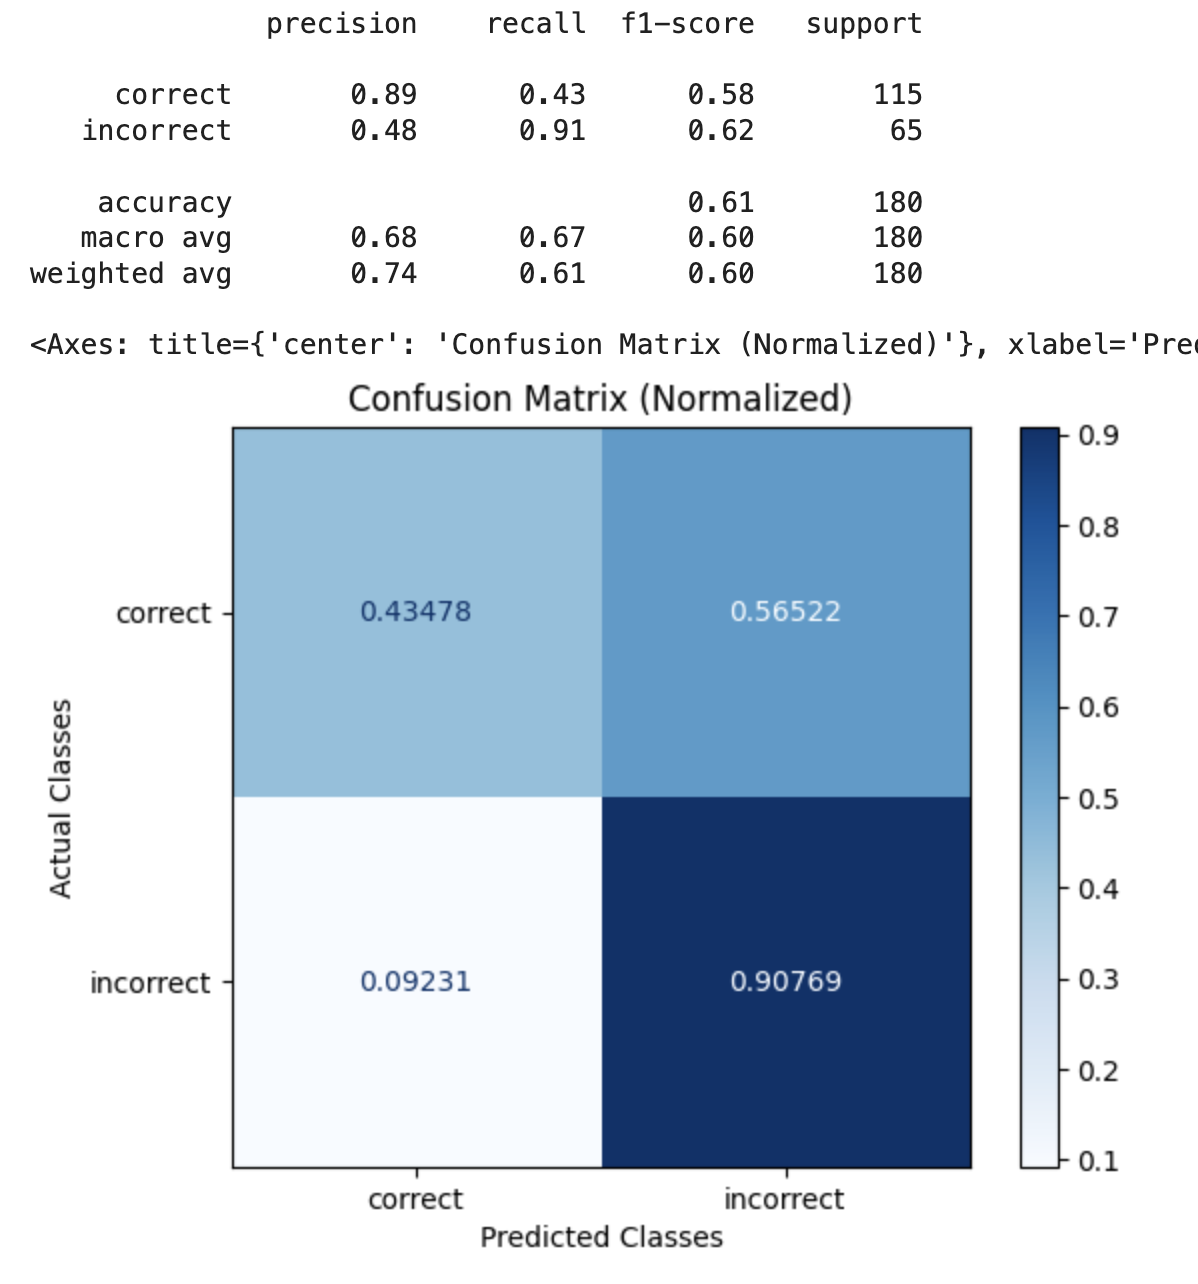 precision recall f1-score support
correct 0.89 0.43 0.58 115
incorrect 0.48 0.91 0.62 65
accuracy 0.61 180
macro avg 0.68 0.67 0.60 180
weighted avg 0.74 0.61 0.60 180
<Axes: title={'center': 'Confusion Matrix (Normalized)'}, xlabel='Pred
Confusion Matrix (Normalized)
correct 0.43478 0.56522
incorrect 0.09231 0.90769
Actual Classes
correct incorrect
Predicted Classes
0.9
0.8
0.7
0.6
0.5
0.4
0.3
0.2
0.1